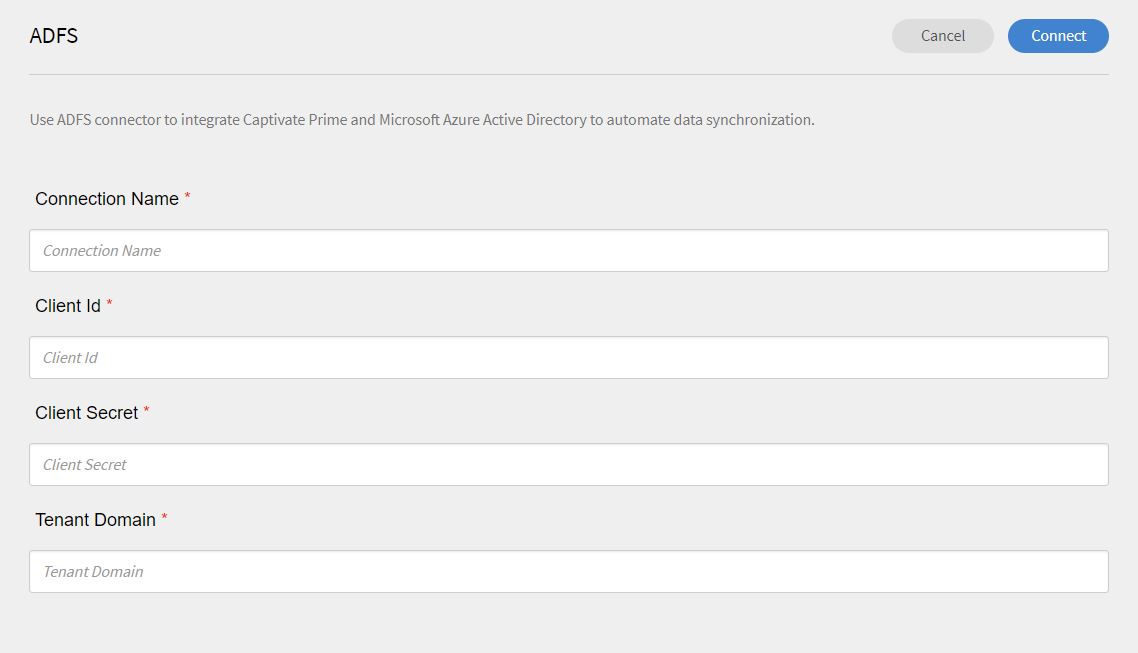 ADFS
Cancel
Connect
Use ADFS connector to integrate Captivate Prime and Microsoft Azure Active Directory to automate data synchronization.
Connection Name *
Connection Name
Client Id *
Client Id
Client Secret *
Client Secret
Tenant Domain *
Tenant Domain